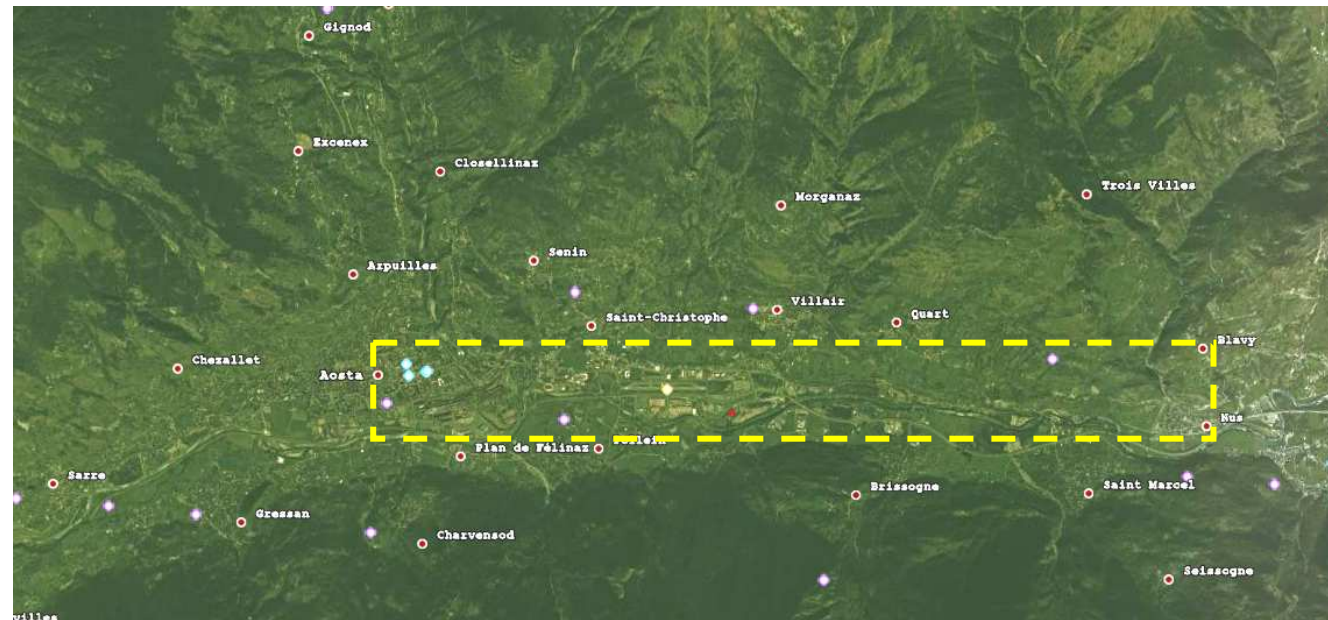 Gignod
Excenex
Closellinaz
Trois Villes
Morganaz
Senin
Arpuilles
Villair
Saint-Christophe
Quart
Blavy
Chezallet
Aosta
Nus
Plan de Félinaz
Sarre
Brissogne
Saint Marcel
Gressan
Charvensod
Seissogne